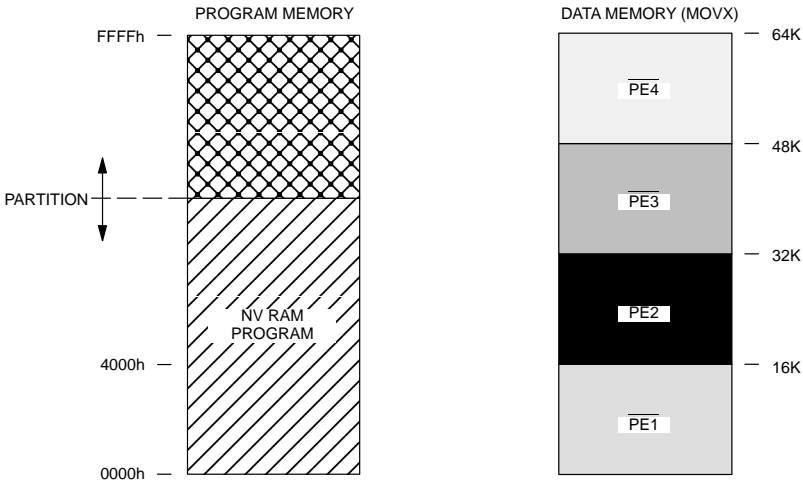 PROGRAM MEMORY
FFFFh
PARTITION
NV RAM
PROGRAM
4000h
0000h
DATA MEMORY (MOVX)
64K
PE4
48K
PE3
32K
PE2
16K
PE1